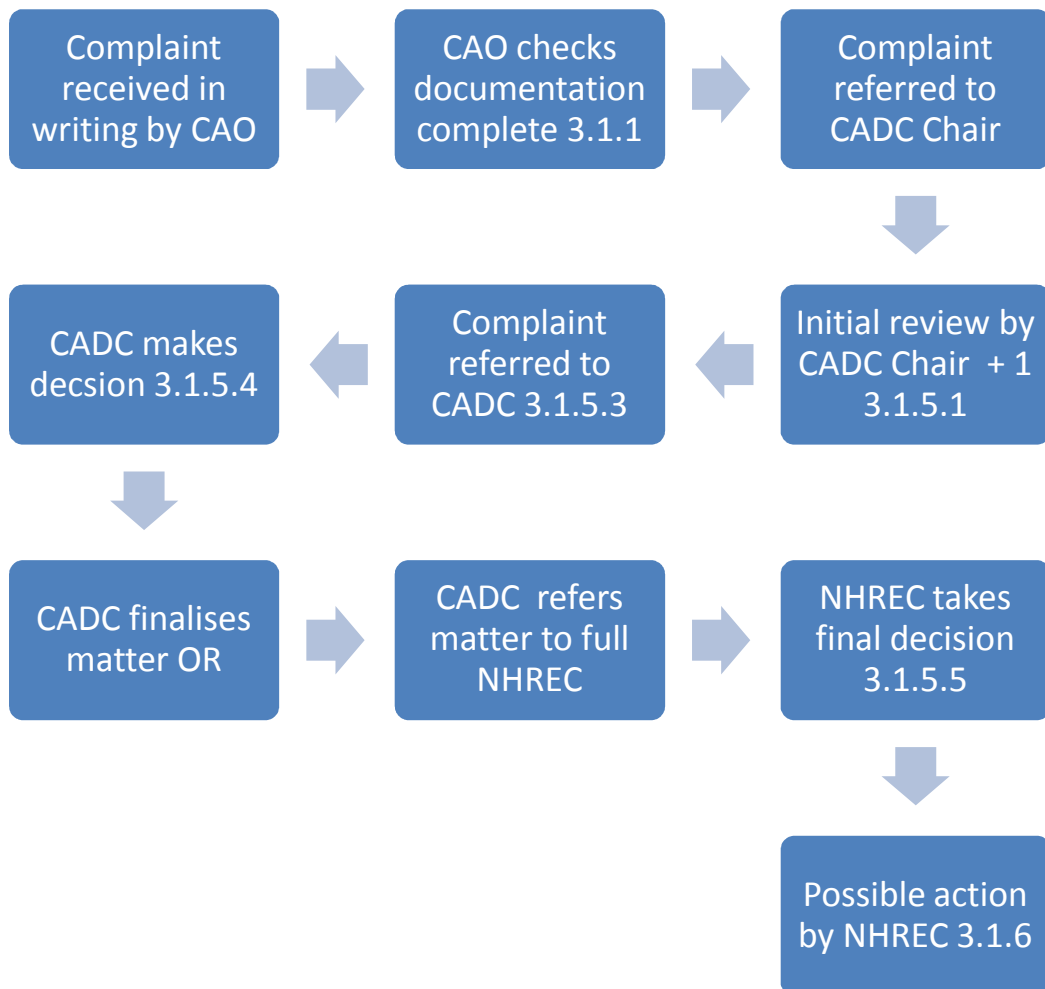 Complaint
received in
writing by CAO
CAO checks
documentation
complete 3.1.1
Complaint
referred to
CADC Chair
Initial review by
CADC Chair + 1
3.1.5.1
Complaint
referred to
CADC 3.1.5.3
CADC makes
decsion 3.1.5.4
CADC finalises
matter OR
CADC refers
matter to full
NHREC
NHREC takes
final decision
3.1.5.5
Possible action
by NHREC 3.1.6